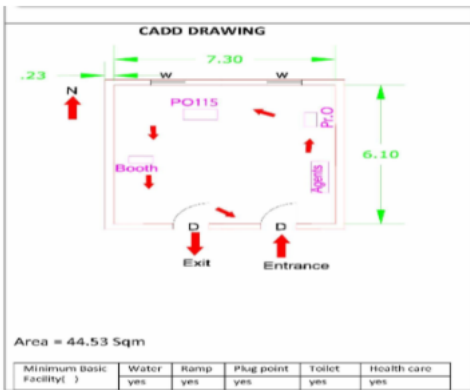 CADD DRAWING
7.30
.23
N
W W
PO115
Pr.O
6.10
Booth
Agents
D D
Exit Entrance
Area = 44.53 Sqm
Minimum Basic Facility( ) Water Ramp Plug point Toilet Health care
yes yes yes yes yes